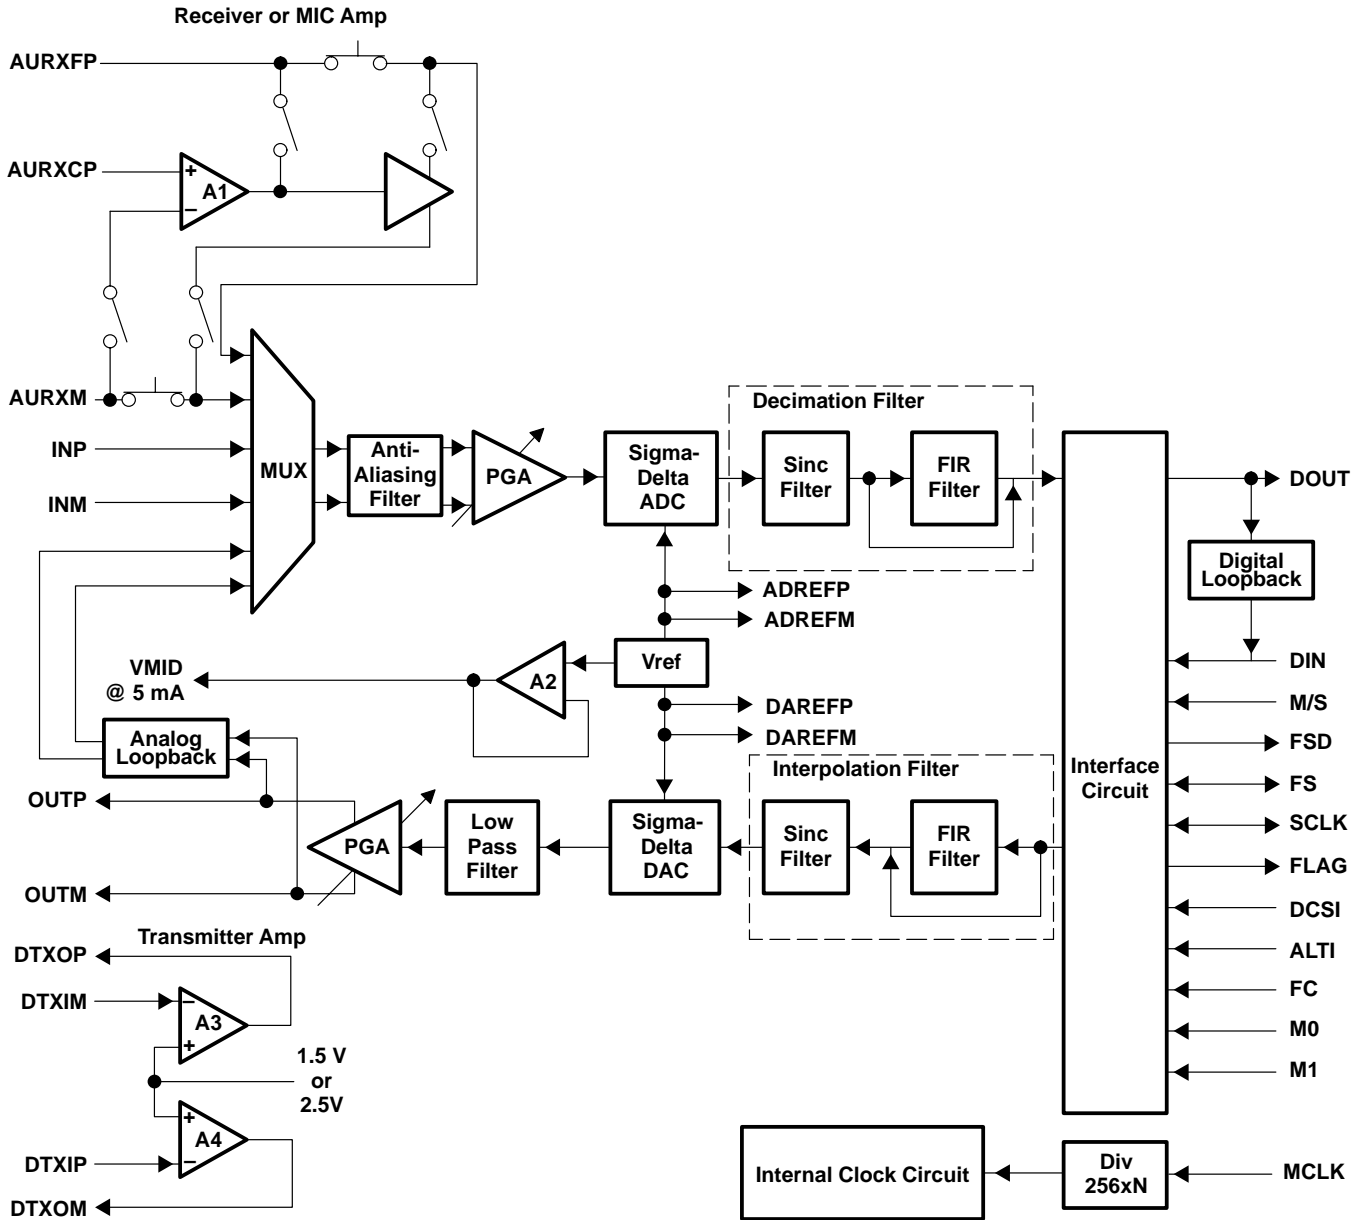 Receiver or MIC Amp
AURXFP
AURXCP
+
A1
−
AURXM
INP
INM
MUX
Anti-
Aliasing
Filter
PGA
Sigma-
Delta
ADC
Decimation Filter
Sinc
Filter
FIR
Filter
DOUT
Digital
Loopback
ADREFP
ADREFM
Vref
A2
VMID
@ 5 mA
DAREFP
DAREFM
Analog
Loopback
OUTP
OUTM
PGA
Low
Pass
Filter
Sigma-
Delta
DAC
Interpolation Filter
Sinc
Filter
FIR
Filter
Interface
Circuit
DIN
M/S
FSD
FS
SCLK
FLAG
DCSI
ALTI
FC
M0
M1
Transmitter Amp
DTXOP
DTXIM
−
A3
+
1.5 V
or
2.5V
+
A4
−
DTXIP
DTXOM
Internal Clock Circuit
Div
256xN
MCLK